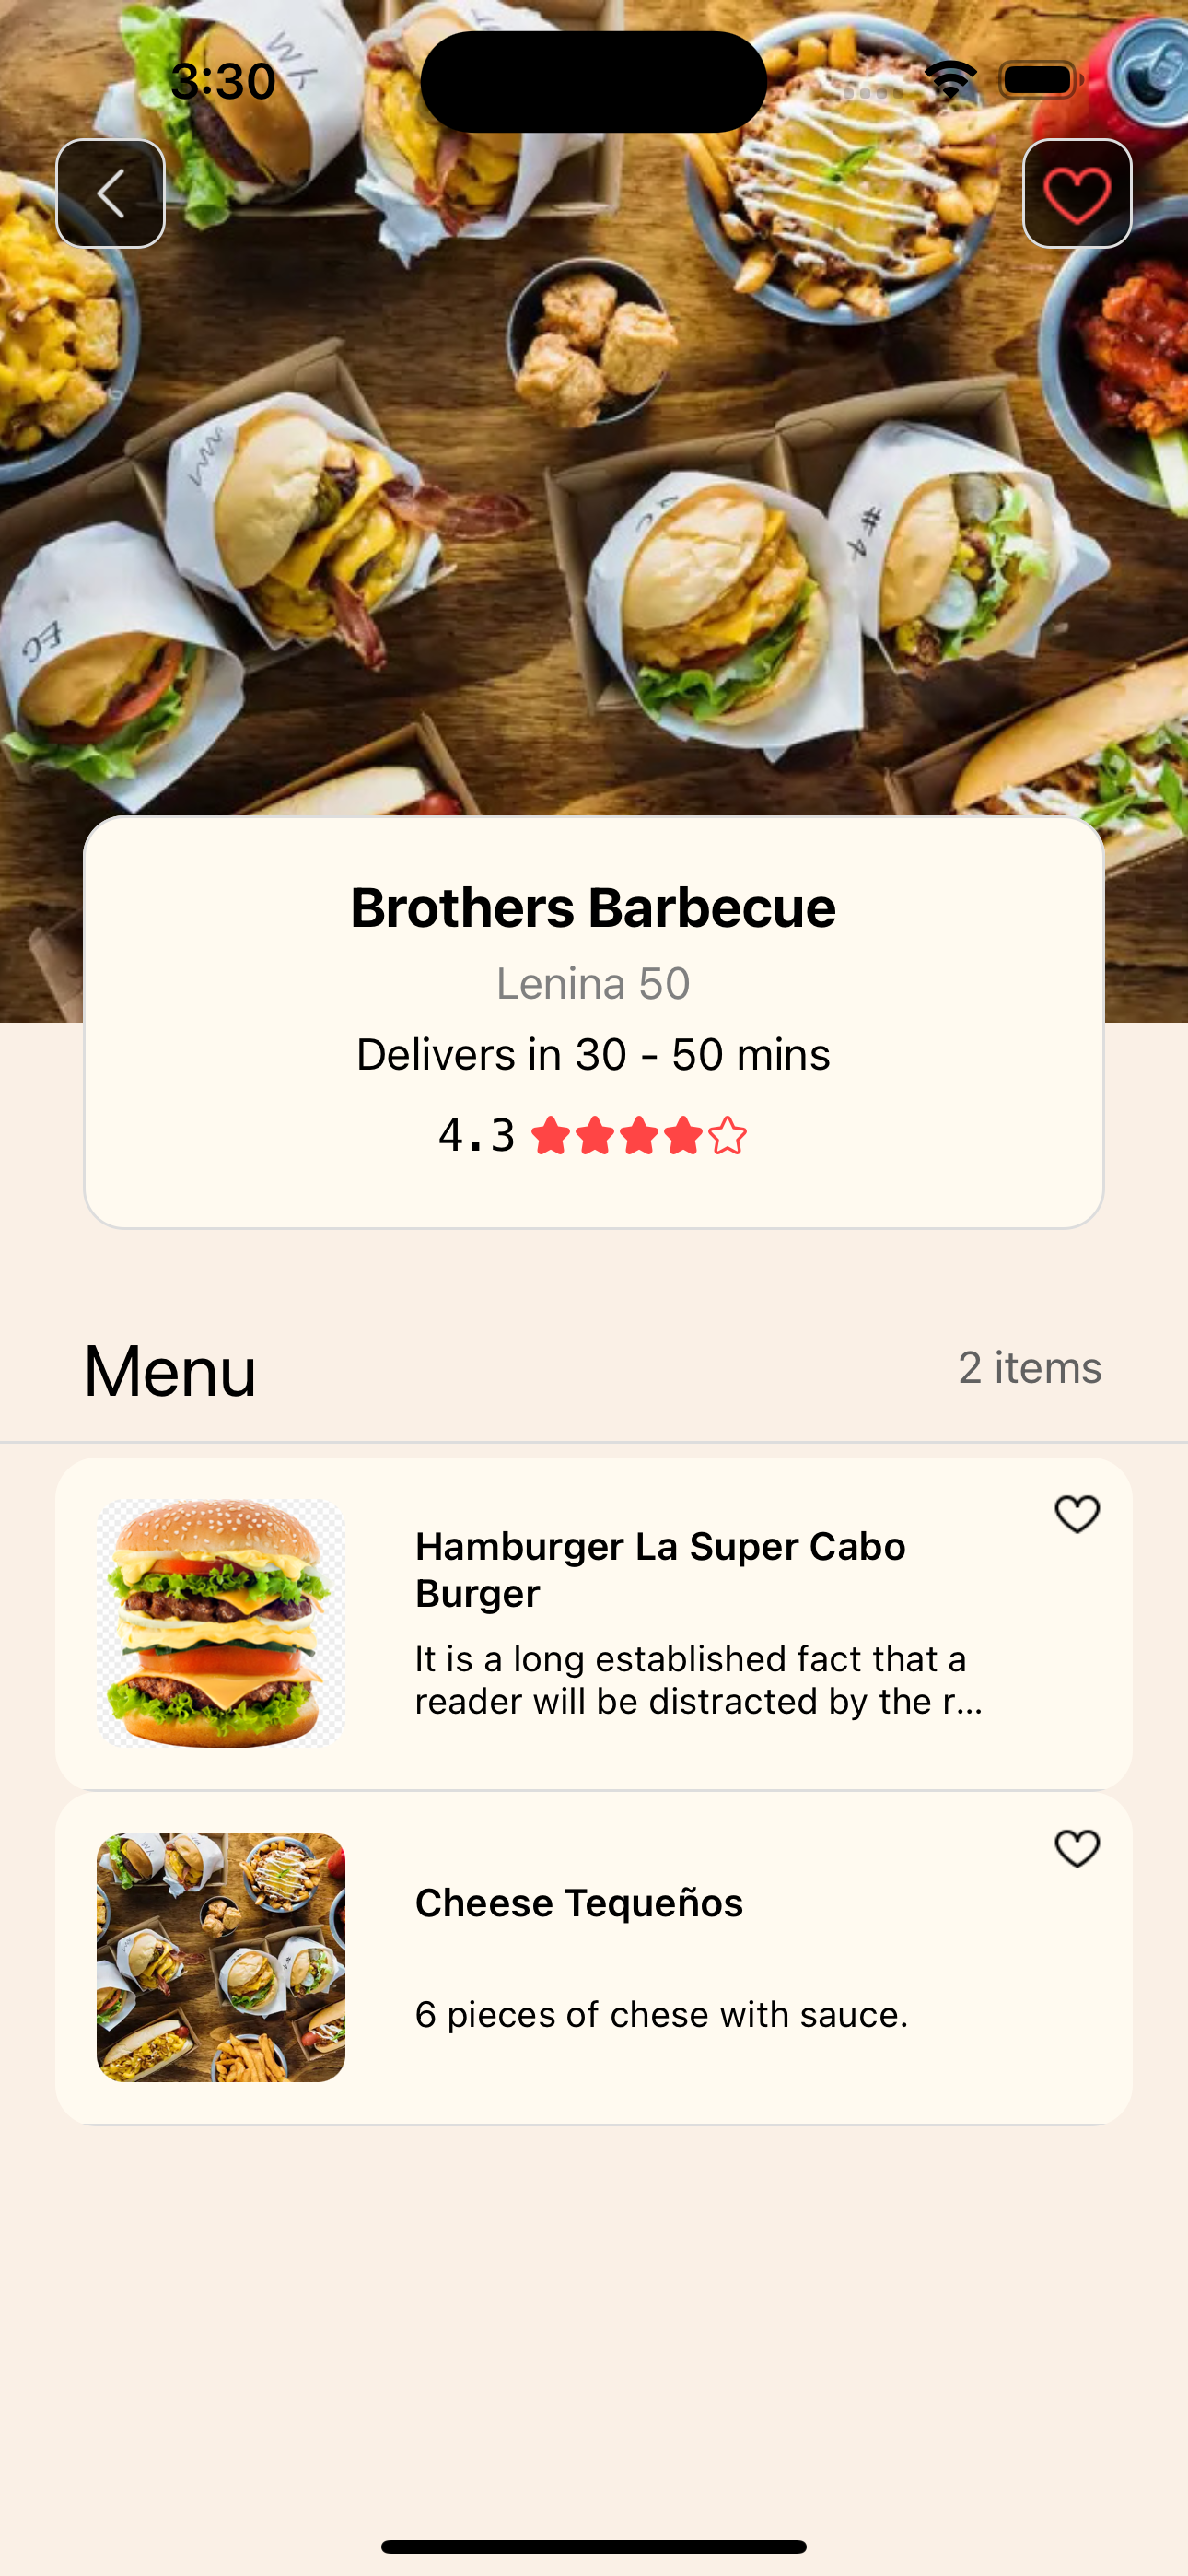 3:30
EC
#4
Brothers Barbecue
Lenina 50
Delivers in 30 - 50 mins
4.3
Menu
2 items
Hamburger La Super Cabo
Burger
It is a long established fact that a
reader will be distracted by the r...
Cheese Tequeños
6 pieces of chese with sauce.